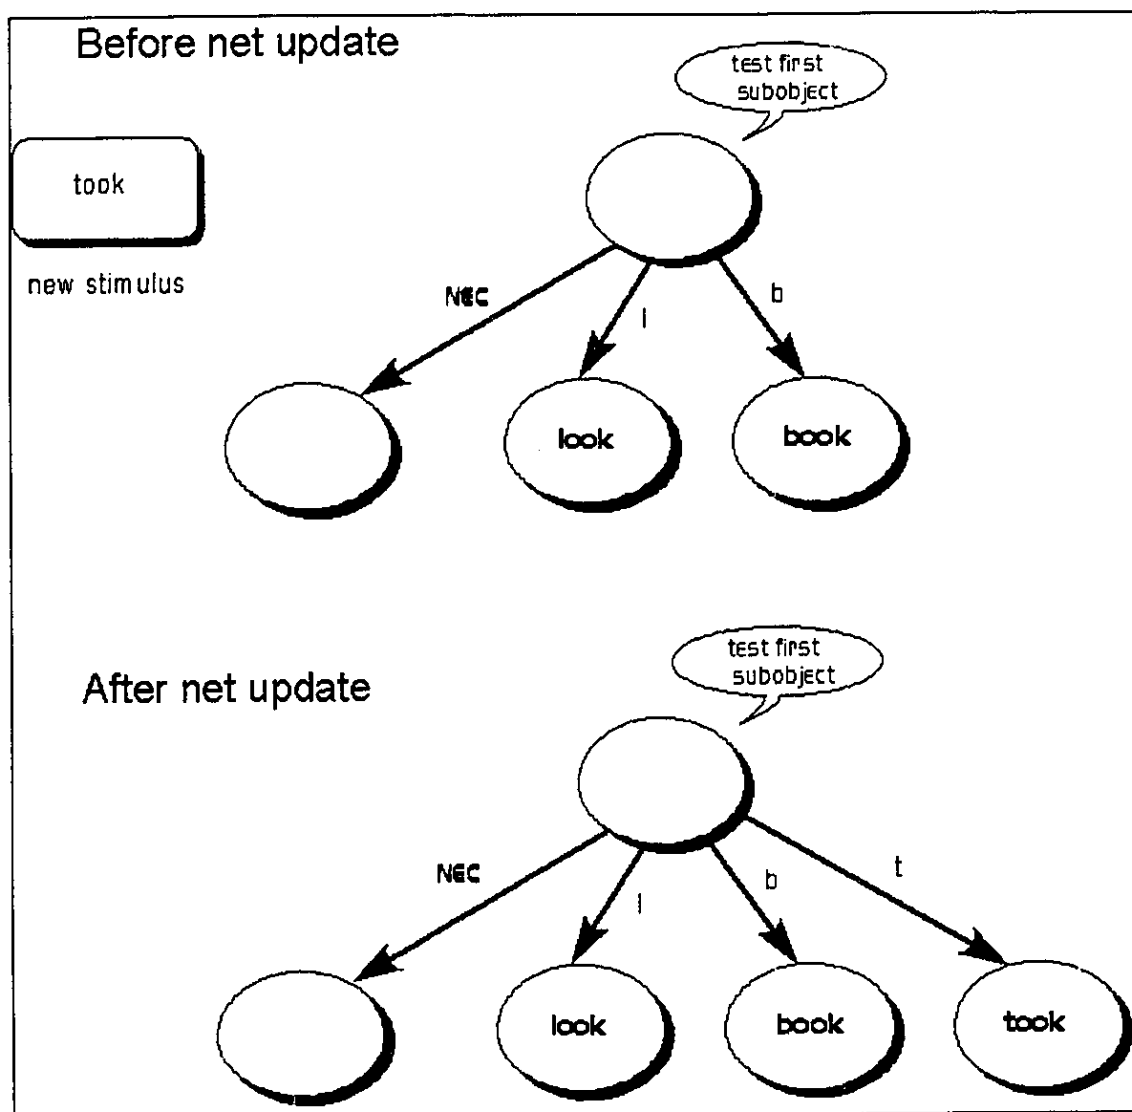 Before net update
test first
subobject
took
new stimulus
NEC
l
b
look
book
After net update
test first
subobject
NEC
l
b
t
look
book
took